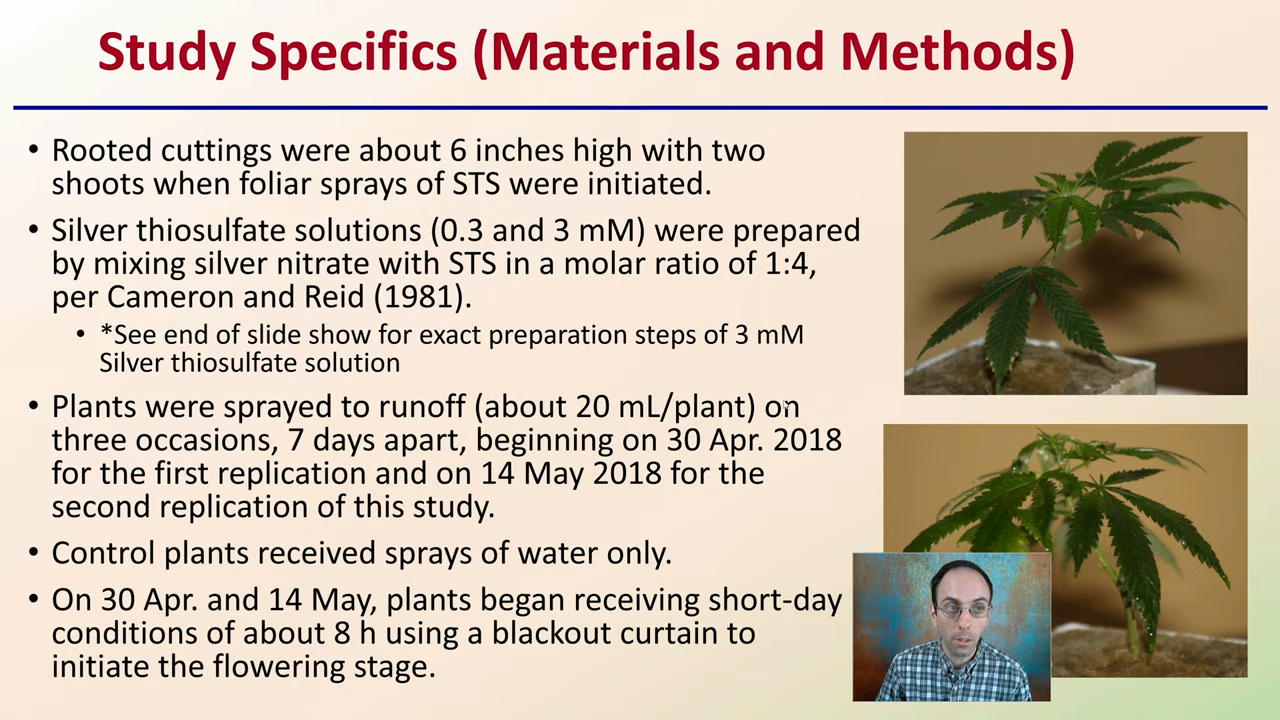 Study Specifics (Materials and Methods)
• Rooted cuttings were about 6 inches high with two
shoots when foliar sprays of STS were initiated.
• Silver thiosulfate solutions (0.3 and 3 mM) were prepared
by mixing silver nitrate with STS in a molar ratio of 1:4,
per Cameron and Reid (1981).
• *See end of slide show for exact preparation steps of 3 mM
Silver thiosulfate solution
• Plants were sprayed to runoff (about 20 mL/plant) on
three occasions, 7 days apart, beginning on 30 Apr. 2018
for the first replication and on 14 May 2018 for the
second replication of this study.
• Control plants received sprays of water only.
• On 30 Apr. and 14 May, plants began receiving short-day
conditions of about 8 h using a blackout curtain to
initiate the flowering stage.